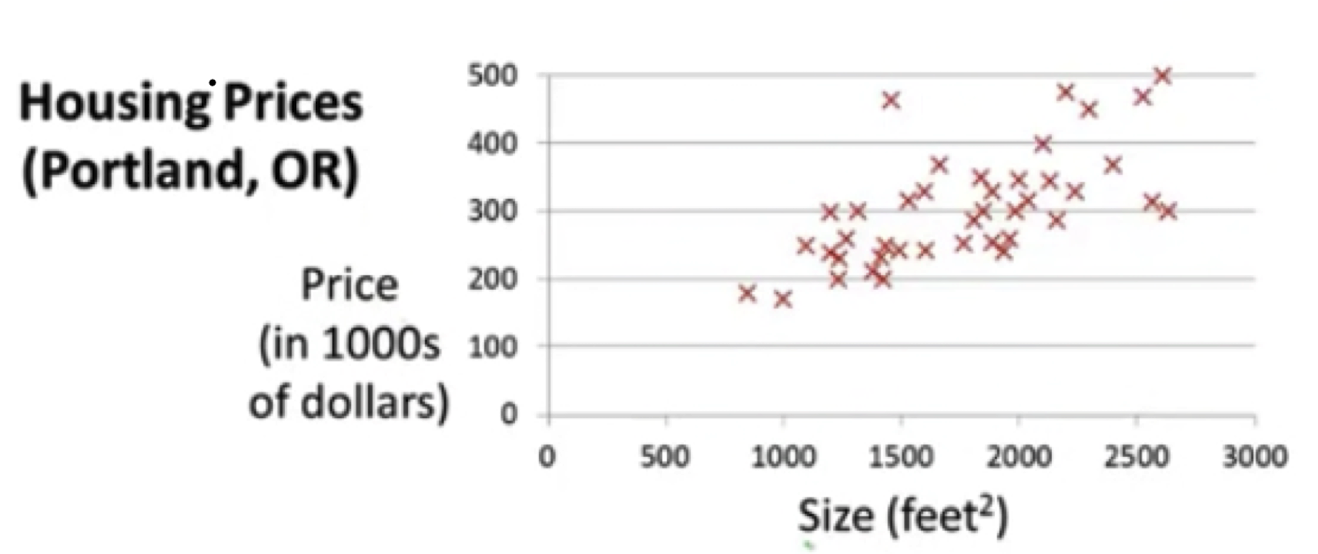 Housing Prices
(Portland, OR)
Price
(in 1000s
of dollars)
500
400
300
200
100
0
0 500 1000 1500 2000 2500 3000
Size (feet²)